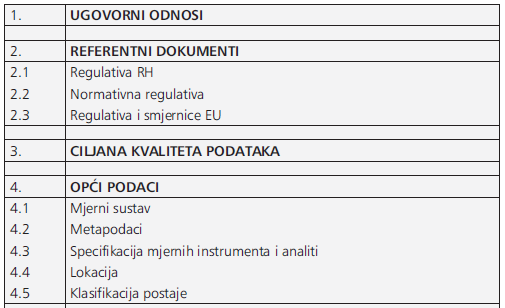 1. UGOVORNI ODNOSI
2. REFERENTNI DOKUMENTI
2.1 Regulativa RH
2.2 Normativna regulativa
2.3 Regulativa i smjernice EU
3. CILJANA KVALITETA PODATAKA
4. OPĆI PODACI
4.1 Mjerni sustav
4.2 Metapodaci
4.3 Specifikacija mjernih instrumenta i analiti
4.4 Lokacija
4.5 Klasifikacija postaje